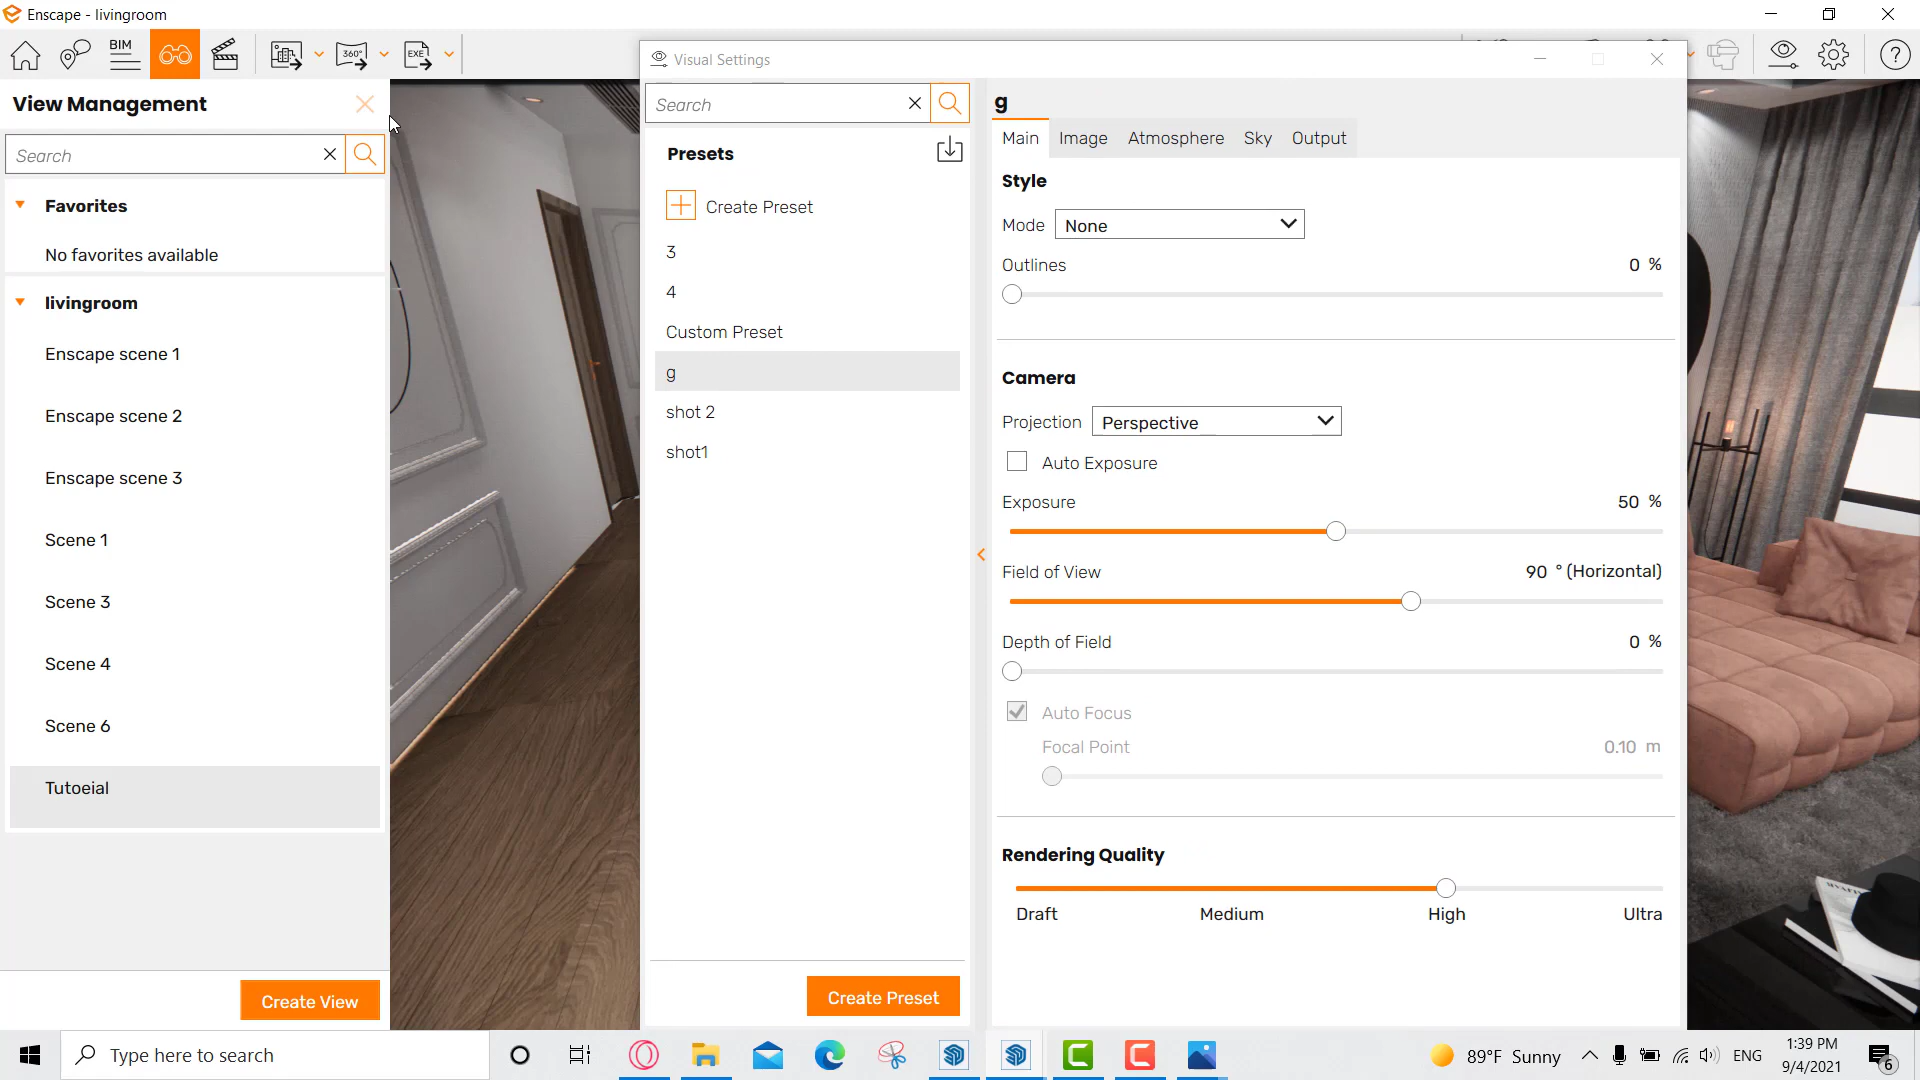 Enscape - livingroom
BIM
360°
EXE
View Management
Search
Favorites
No favorites available
livingroom
Enscape scene 1
Enscape scene 2
Enscape scene 3
Scene 1
Scene 3
Scene 4
Scene 6
Tutoeial
Create View
Visual Settings
Search
Presets
Create Preset
3
4
Custom Preset
g
shot 2
shot1
Create Preset
g
Main Image Atmosphere Sky Output
Style
Mode None
Outlines 0 %
Camera
Projection Perspective
Auto Exposure
Exposure 50 %
Field of View 90 ° (Horizontal)
Depth of Field 0 %
Auto Focus
Focal Point 0.10 m
Rendering Quality
Draft Medium High Ultra
Type here to search
89°F Sunny
ENG
1:39 PM
9/4/2021
6